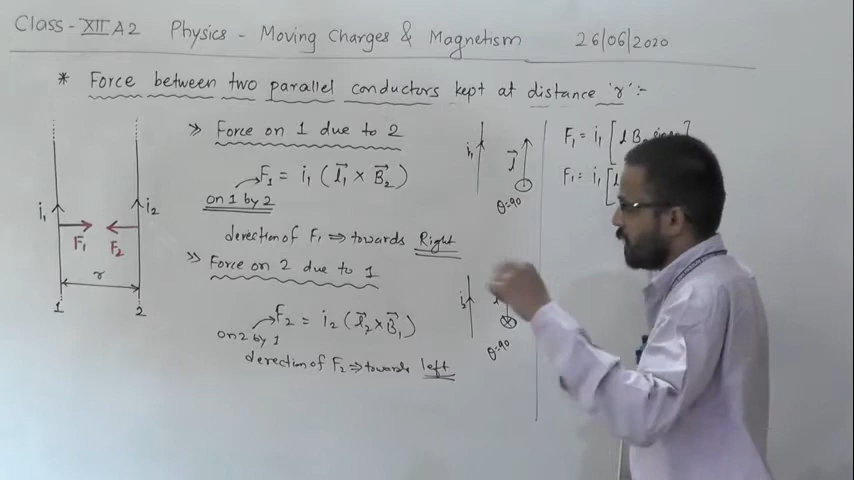 Class - XII A2 Physics - Moving Charges & Magnetism 26/06/2020
* Force between two parallel conductors kept at distance 'r' :-
» Force on 1 due to 2
F₁ = i₁ (l₁ × B₂)
on 1 by 2
derection of F₁ ⇒ towards Right
» Force on 2 due to 1
F₂ = i₂ (l₂ × B₁)
on 2 by 1
derection of F₂ ⇒ towards left
i₁
i₂
F₁
F₂
r
1
2
i₁
l
θ=90
θ=90
F₁ = i₁ [l B
F₁ = i₁ [